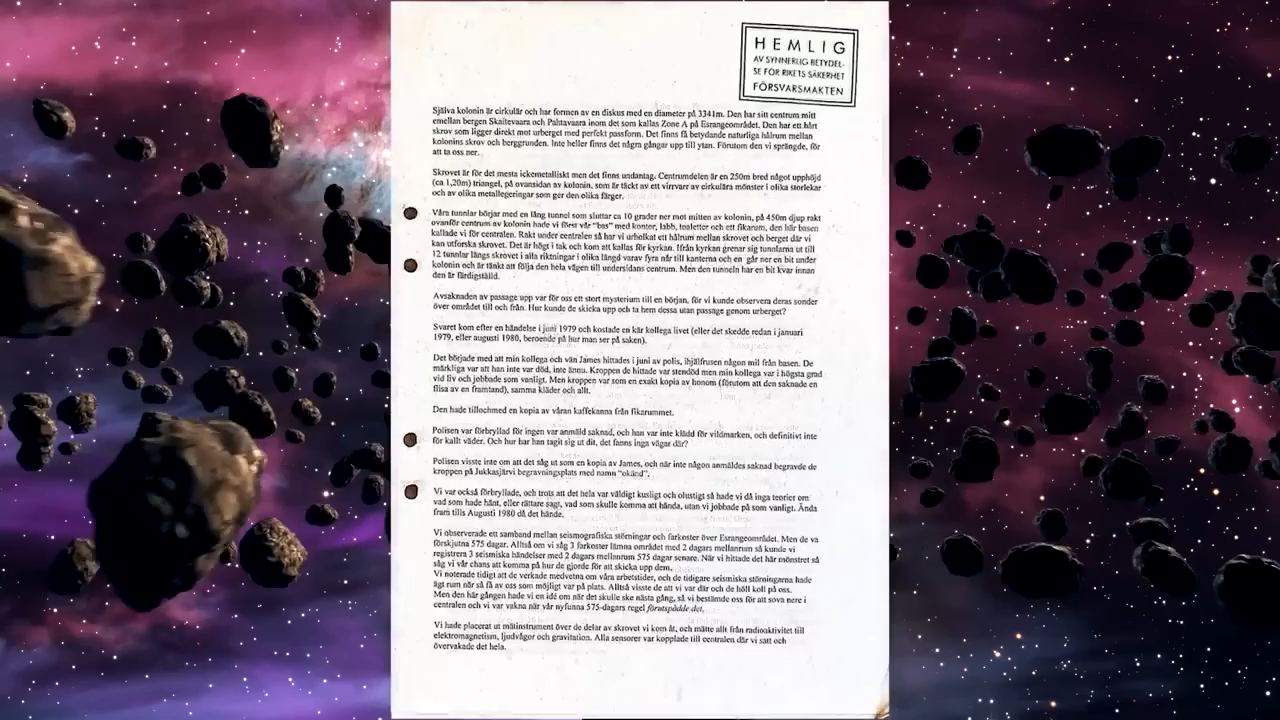 HEMLIG
AV SYNNERLIG BETYDEL-
SE FÖR RIKETS SÄKERHET
FÖRSVARSMAKTEN
Själva kolonin är cirkulär och har formen av en diskus med en diameter på 3341m. Den har sitt centrum mitt
emellan bergen Skaitevaara och Pahtavaara inom det som kallas Zone A på Esrangeområdet. Den har ett hårt
skrov som ligger direkt mot urberget med perfekt passform. Det finns få betydande naturliga hålrum mellan
kolonins skrov och berggrunden. Inte heller finns det några gångar upp till ytan. Förutom den vi sprängde, för
att ta oss ner.
Skrovet är för det mesta ickemetalliskt men det finns undantag. Centrumdelen är en 250m bred något upphöjd
(ca 1,20m) triangel, på ovansidan av kolonin, som är täckt av ett virrvarr av cirkulära mönster i olika storlekar
och av olika metallegeringar som ger den olika färger.
Våra tunnlar börjar med en lång tunnel som sluttar ca 10 grader ner mot mitten av kolonin, på 450m djup rakt
ovanför centrum av kolonin hade vi först vår "bas" med kontor, labb, toaletter och ett fikarum, den här basen
kallade vi för centralen. Rakt under centralen så har vi urholkat ett hålrum mellan skrovet och berget där vi
kan utforska skrovet. Det är högt i tak och kom att kallas för kyrkan. Ifrån kyrkan grenar sig tunnlarna ut till
12 tunnlar längs skrovet i alla riktningar i olika längd varav fyra når till kanterna och en går ner en bit under
kolonin och är tänkt att följa den hela vägen till undersidans centrum. Men den tunneln har en bit kvar innan
den är färdigställd.
Avsaknaden av passage upp var för oss ett stort mysterium till en början, för vi kunde observera deras sonder
över området till och från. Hur kunde de skicka upp och ta hem dessa utan passage genom urberget?
Svaret kom efter en händelse i juni 1979 och kostade en kär kollega livet (eller det skedde redan i januari
1979, eller augusti 1980, beroende på hur man ser på saken).
Det började med att min kollega och vän James hittades i juni av polis, ihjälfrusen någon mil från basen. De
märkliga var att han inte var död, inte ännu. Kroppen de hittade var stendöd men min kollega var i högsta grad
vid liv och jobbade som vanligt. Men kroppen var som en exakt kopia av honom (förutom att den saknade en
flisa av en framtand), samma kläder och allt.
Den hade tillochmed en kopia av våran kaffekanna från fikarummet.
Polisen var förbryllad för ingen var anmäld saknad, och han var inte klädd för vildmarken, och definitivt inte
för kallt väder. Och hur har han tagit sig ut dit, det fanns inga vägar där?
Polisen visste inte om att det såg ut som en kopia av James, och när inte någon anmäldes saknad begravde de
kroppen på Jukkasjärvi begravningsplats med namn "okänd".
Vi var också förbryllade, och trots att det hela var väldigt kusligt och olustigt så hade vi då inga teorier om
vad som hade hänt, eller rättare sagt, vad som skulle komma att hända, utan vi jobbade på som vanligt. Ända
fram tills Augusti 1980 då det hände.
Vi observerade ett samband mellan seismografiska störningar och farkoster över Esrangeområdet. Men de va
förskjutna 575 dagar. Alltså om vi såg 3 farkoster lämna området med 2 dagars mellanrum så kunde vi
registrera 3 seismiska händelser med 2 dagars mellanrum 575 dagar senare. När vi hittade det här mönstret så
såg vi vår chans att komma på hur de gjorde för att skicka upp dem.
Vi noterade tidigt att de verkade medvetna om våra arbetstider, och de tidigare seismiska störningarna hade
ägt rum när så få av oss som möjligt var på plats. Alltså visste de att vi var där och de höll koll på oss.
Men den här gången hade vi en idé om när det skulle ske nästa gång, så vi bestämde oss för att sova nere i
centralen och vi var vakna när vår nyfunna 575-dagars regel förutspådde det.
Vi hade placerat ut mätinstrument över de delar av skrovet vi kom åt, och mätte allt från radioaktivitet till
elektromagnetism, ljudvågor och gravitation. Alla sensorer var kopplade till centralen där vi satt och
övervakade det hela.